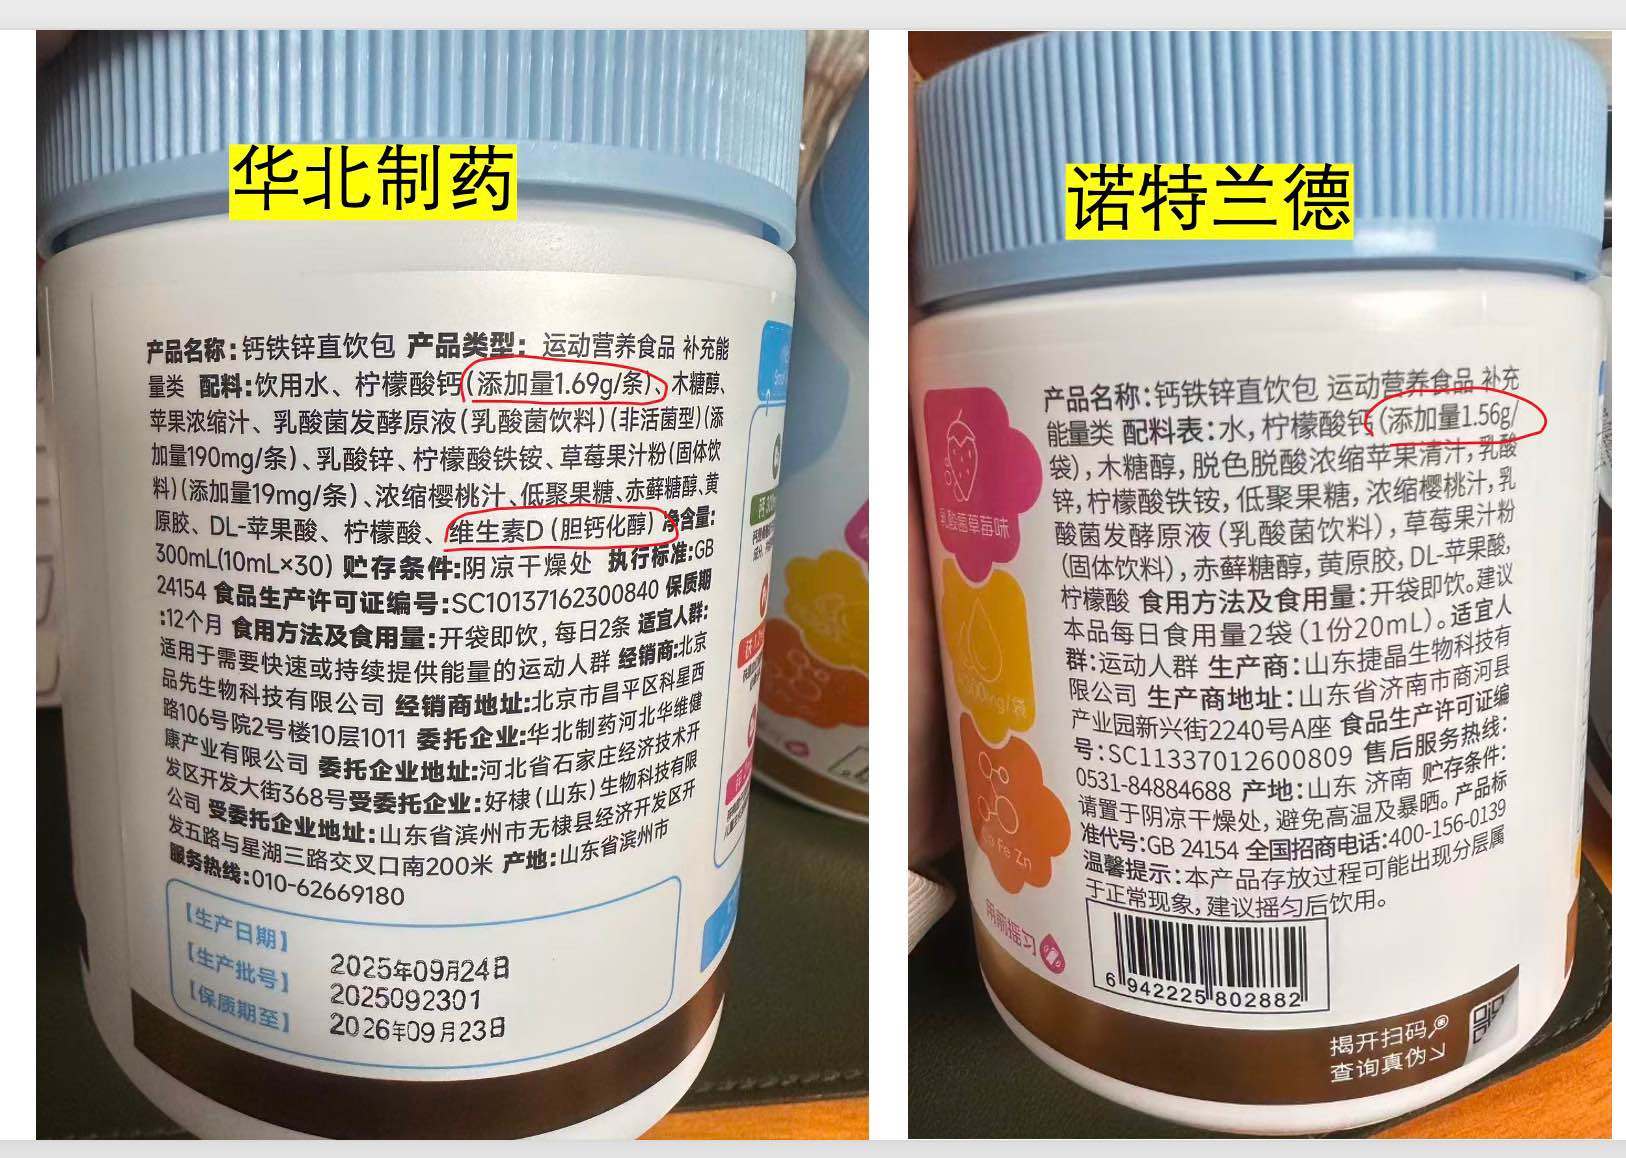 华北制药
产品名称:钙铁锌直饮包 产品类型: 运动营养食品 补充能
量类 配料:饮用水、柠檬酸钙(添加量1.69g/条)、木糖醇、
苹果浓缩汁、乳酸菌发酵原液(乳酸菌饮料)(非活菌型)(添
加量190mg/条)、乳酸锌、柠檬酸铁铵、草莓果汁粉(固体饮
料)(添加量19mg/条)、浓缩樱桃汁、低聚果糖、赤藓糖醇、黄
原胶、DL-苹果酸、柠檬酸、维生素D(胆钙化醇) 净含量:
300mL(10mL×30) 贮存条件:阴凉干燥处 执行标准:GB
24154 食品生产许可证编号:SC10137162300840 保质期
:12个月 食用方法及食用量:开袋即饮, 每日2条 适宜人群:
适用于需要快速或持续提供能量的运动人群 经销商:北京
品先生物科技有限公司 经销商地址:北京市昌平区科星西
路106号院2号楼10层1011 委托企业:华北制药河北华维健
康产业有限公司 委托企业地址:河北省石家庄经济技术开
发区开发大街368号受委托企业:好棣(山东)生物科技有限
公司 受委托企业地址:山东省滨州市无棣县经济开发区开
发五路与星湖三路交叉口南200米 产地:山东省滨州市
服务热线:010-62669180
【生产日期】 2025年09月24日
【生产批号】 2025092301
【保质期至】 2026年09月23日
诺特兰德
产品名称:钙铁锌直饮包 运动营养食品 补充
能量类 配料表:水, 柠檬酸钙(添加量1.56g/
袋), 木糖醇, 脱色脱酸浓缩苹果清汁, 乳酸
锌, 柠檬酸铁铵, 低聚果糖, 浓缩樱桃汁, 乳
酸菌发酵原液(乳酸菌饮料), 草莓果汁粉
(固体饮料), 赤藓糖醇, 黄原胶, DL-苹果酸,
柠檬酸 食用方法及食用量:开袋即饮。建议
本品每日食用量2袋(1份20mL)。适宜人
群:运动人群 生产商:山东捷晶生物科技有
限公司 生产商地址:山东省济南市商河县
产业园新兴街2240号A座 食品生产许可证编
号:SC11337012600809 售后服务热线:
0531-84884688 产地:山东 济南 贮存条件:
请置于阴凉干燥处, 避免高温及暴晒。产品标
准代号:GB 24154 全国招商电话:400-156-0139
温馨提示:本产品存放过程可能出现分层属
于正常现象, 建议摇匀后饮用。
乳酸菌草莓味
Fe Zn
6 942225 802882
揭开扫码
查询真伪